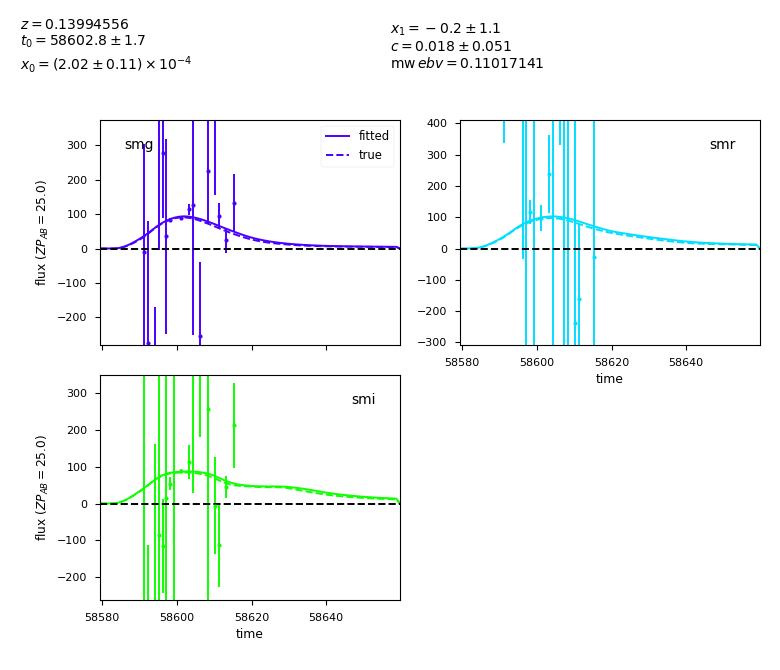 z = 0.13994556
t₀ = 58602.8 ± 1.7
x₀ = (2.02 ± 0.11) × 10⁻⁴
x₁ = −0.2 ± 1.1
c = 0.018 ± 0.051
mw ebv = 0.11017141
smg
fitted
true
300
200
100
0
−100
−200
flux (ZP_AB = 25.0)
smr
400
300
200
100
0
−100
−200
−300
58580 58600 58620 58640
time
smi
300
200
100
0
−100
−200
flux (ZP_AB = 25.0)
58580 58600 58620 58640
time